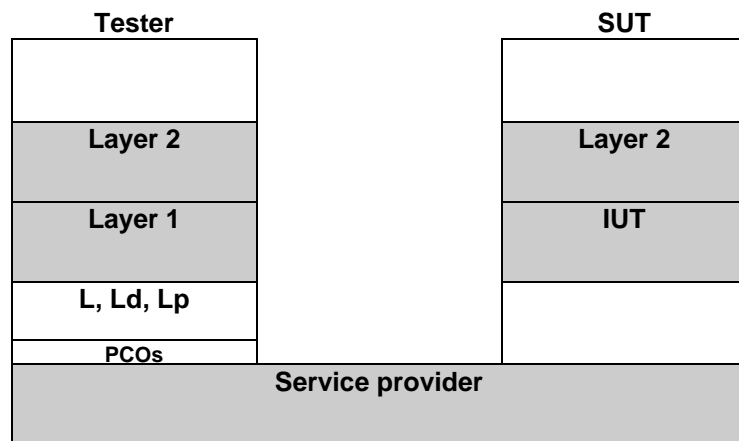 Tester
SUT
Layer 2
Layer 2
Layer 1
IUT
L, Ld, Lp
PCOs
Service provider